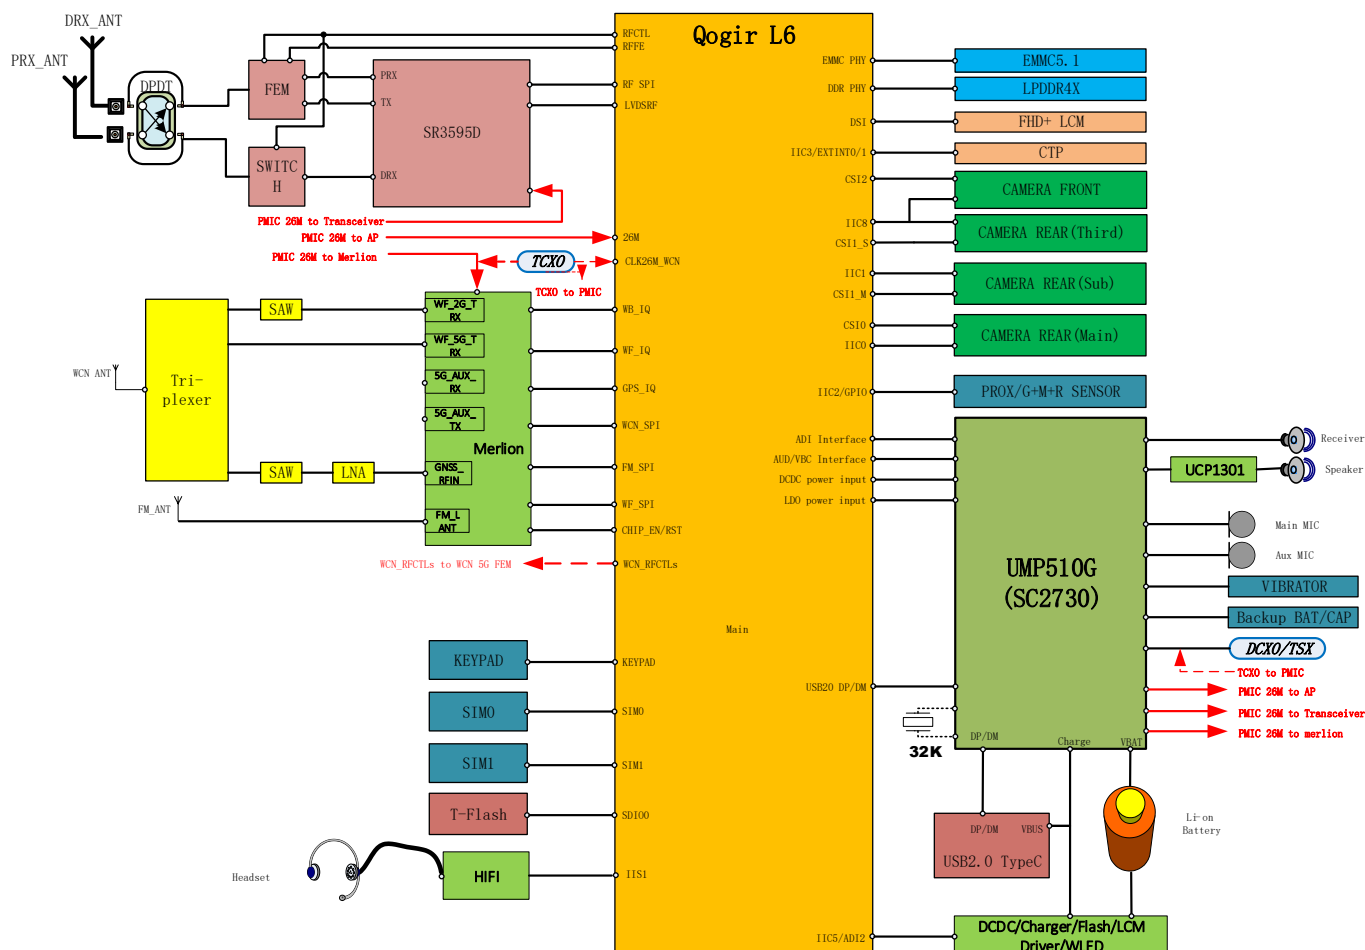 DRX_ANT
PRX_ANT
DPDT
FEM
SWITC
H
PRX
TX
DRX
SR3595D
RFCTL
RFFE
RF SPI
LVDSRF
PMIC 26M to Transceiver
PMIC 26M to AP
PMIC 26M to Merlion
26M
TCXO
CLK26M_WCN
TCXO to PMIC
Qogir L6
Main
WCN ANT
Tri-
plexer
SAW
SAW
LNA
FM_ANT
WF_2G_T
RX
WF_5G_T
RX
5G_AUX_
RX
5G_AUX_
TX
Merlion
GNSS_
RFIN
FM_L
ANT
WB_IQ
WF_IQ
GPS_IQ
WCN_SPI
FM_SPI
WF_SPI
CHIP_EN/RST
WCN_RFCTLs to WCN 5G FEM
WCN_RFCTLs
KEYPAD
KEYPAD
SIM0
SIM0
SIM1
SIM1
T-Flash
SDIO0
Headset
HIFI
IIS1
EMMC PHY
EMMC5.1
DDR PHY
LPDDR4X
DSI
FHD+ LCM
IIC3/EXTINT0/1
CTP
CSI2
CAMERA FRONT
IIC8
CSI1_S
CAMERA REAR(Third)
IIC1
CSI1_M
CAMERA REAR(Sub)
CSI0
IIC0
CAMERA REAR(Main)
IIC2/GPIO
PROX/G+M+R SENSOR
ADI Interface
AUD/VBC Interface
DCDC power input
LDO power input
UMP510G
(SC2730)
Receiver
UCP1301
Speaker
Main MIC
Aux MIC
VIBRATOR
Backup BAT/CAP
DCXO/TSX
TCXO to PMIC
PMIC 26M to AP
PMIC 26M to Transceiver
PMIC 26M to merlion
USB20 DP/DM
32K
DP/DM
Charge
VBAT
DP/DM
VBUS
USB2.0 TypeC
Li-on
Battery
IIC5/ADI2
DCDC/Charger/Flash/LCM
Driver/WLED